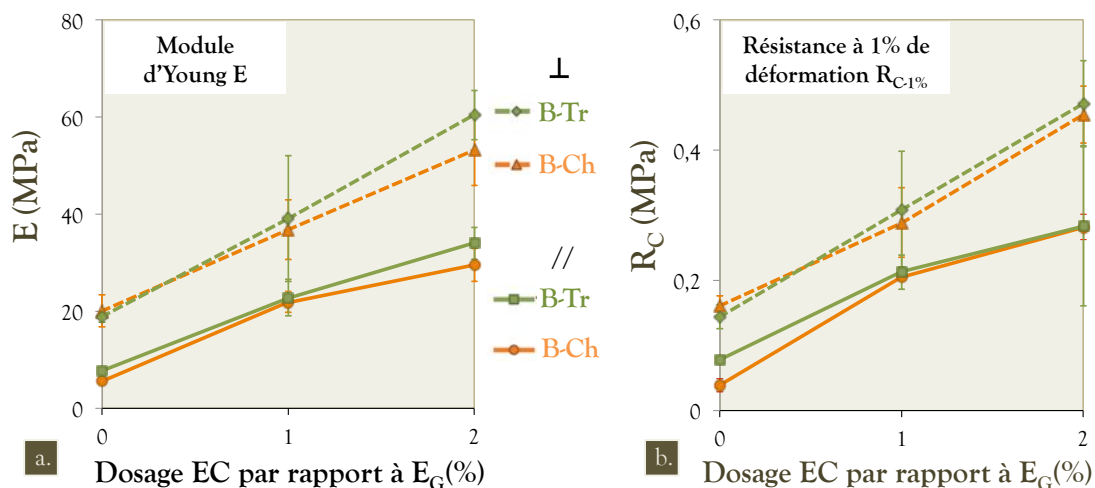 80
60
40
20
0
E (MPa)
Module
d'Young E
0
1
2
a.
Dosage EC par rapport à E_G(%)
⊥
B-Tr
B-Ch
//
B-Tr
B-Ch
0,6
0,4
0,2
0
R_C (MPa)
Résistance à 1% de
déformation R_C-1%
0
1
2
b.
Dosage EC par rapport à E_G(%)